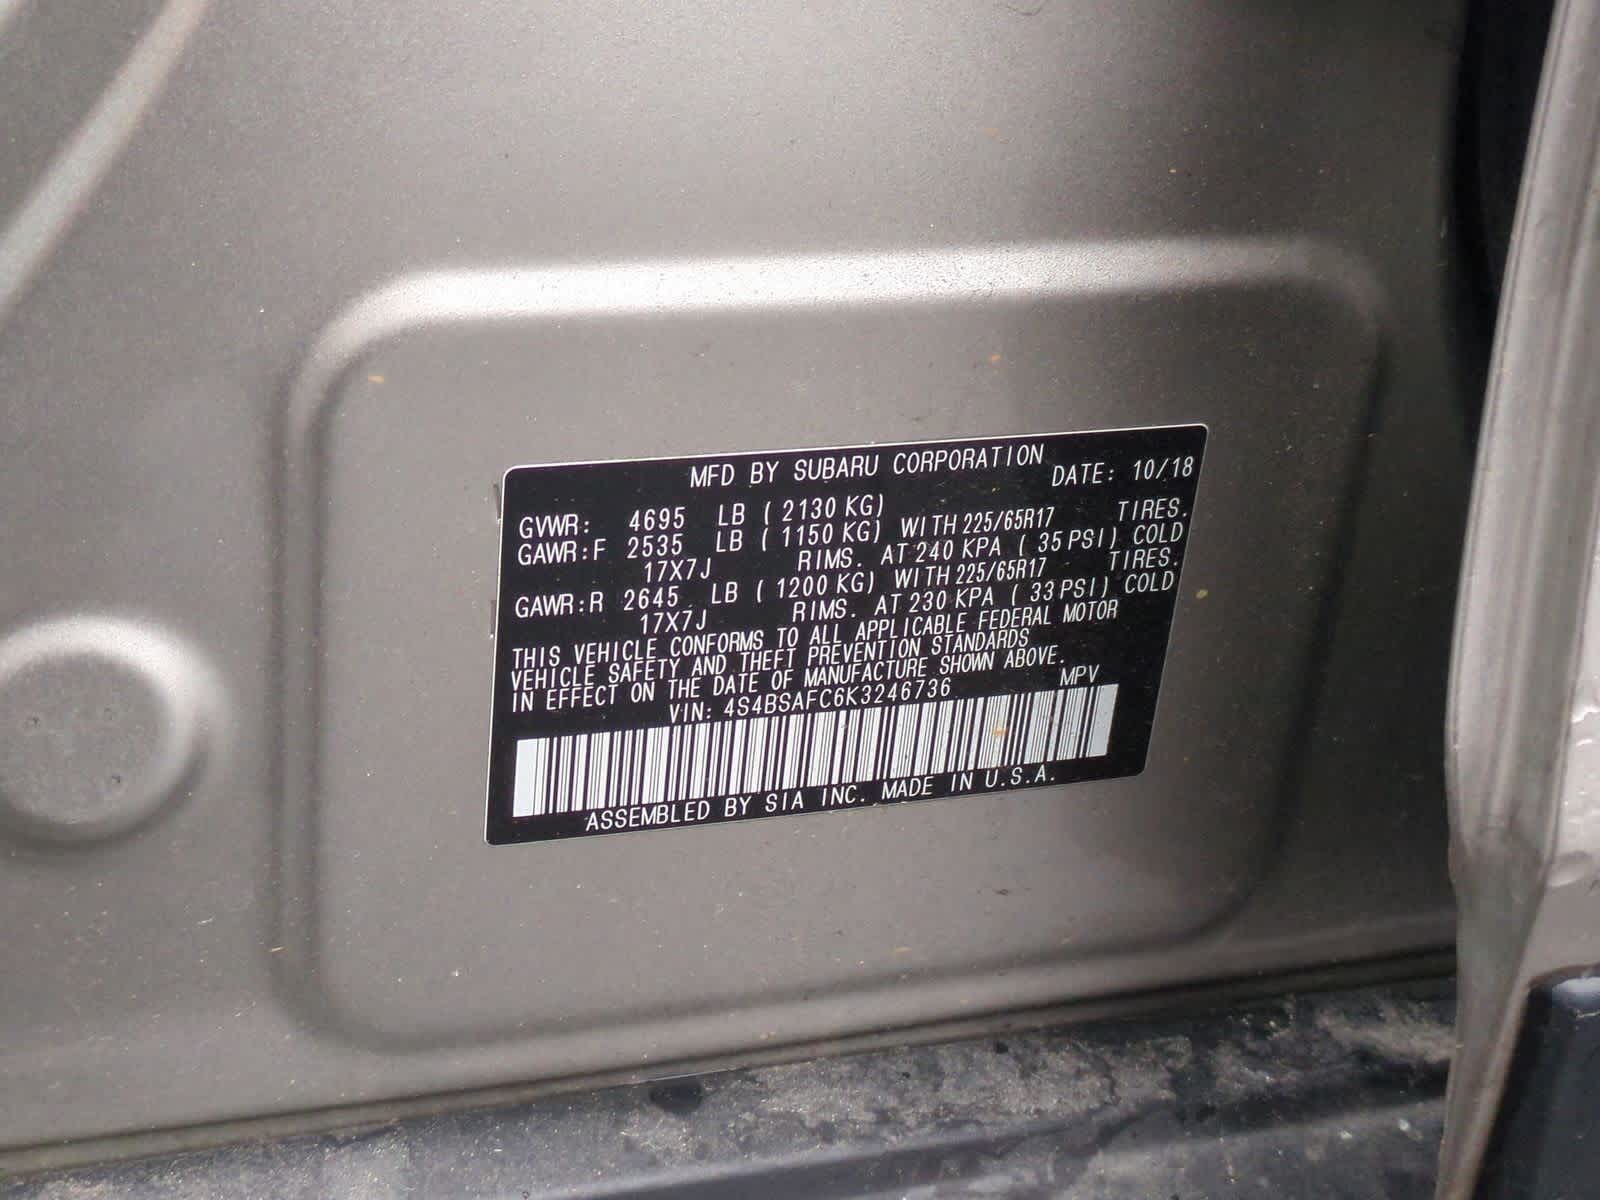 MFD BY SUBARU CORPORATION DATE: 10/18
GVWR: 4695 LB ( 2130 KG)
GAWR:F 2535 LB ( 1150 KG) WITH 225/65R17 TIRES.
17X7J RIMS. AT 240 KPA ( 35 PSI) COLD
GAWR:R 2645 LB ( 1200 KG) WITH 225/65R17 TIRES.
17X7J RIMS. AT 230 KPA ( 33 PSI) COLD
THIS VEHICLE CONFORMS TO ALL APPLICABLE FEDERAL MOTOR
VEHICLE SAFETY AND THEFT PREVENTION STANDARDS
IN EFFECT ON THE DATE OF MANUFACTURE SHOWN ABOVE.
VIN: 4S4BSAFC6K3246736 MPV
ASSEMBLED BY SIA INC. MADE IN U.S.A.